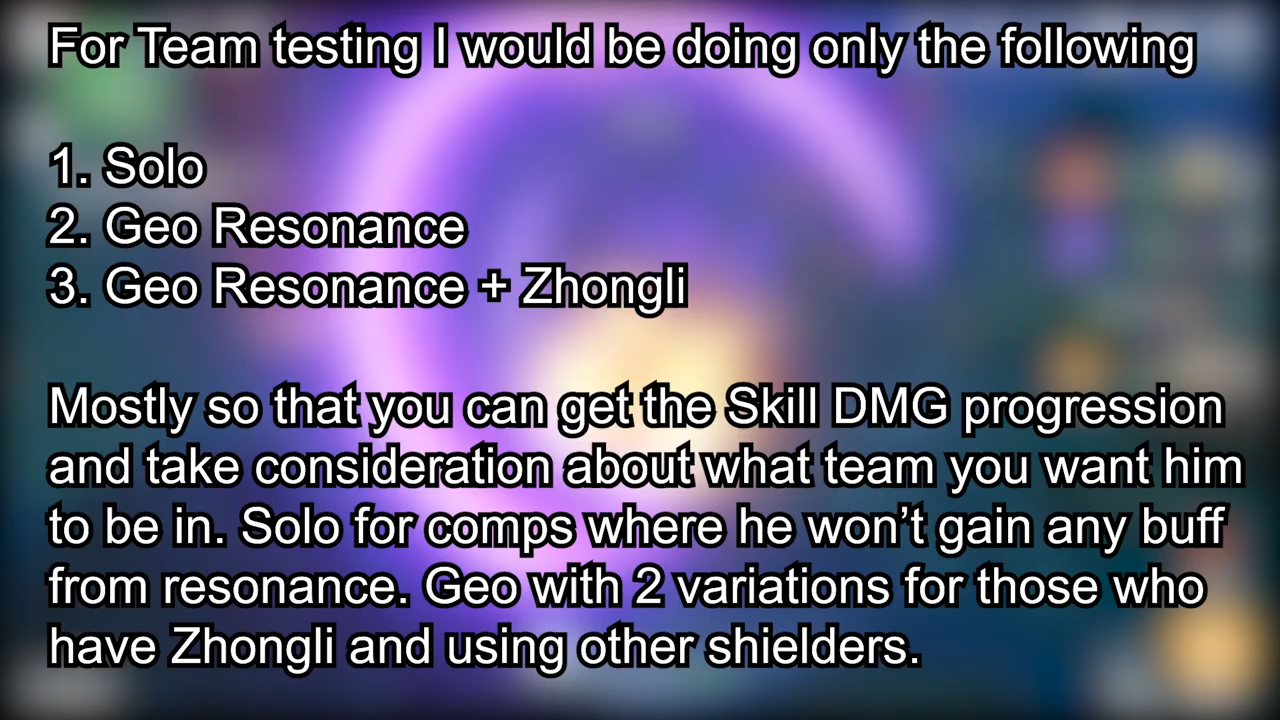 For Team testing I would be doing only the following
1. Solo
2. Geo Resonance
3. Geo Resonance + Zhongli
Mostly so that you can get the Skill DMG progression
and take consideration about what team you want him
to be in. Solo for comps where he won’t gain any buff
from resonance. Geo with 2 variations for those who
have Zhongli and using other shielders.